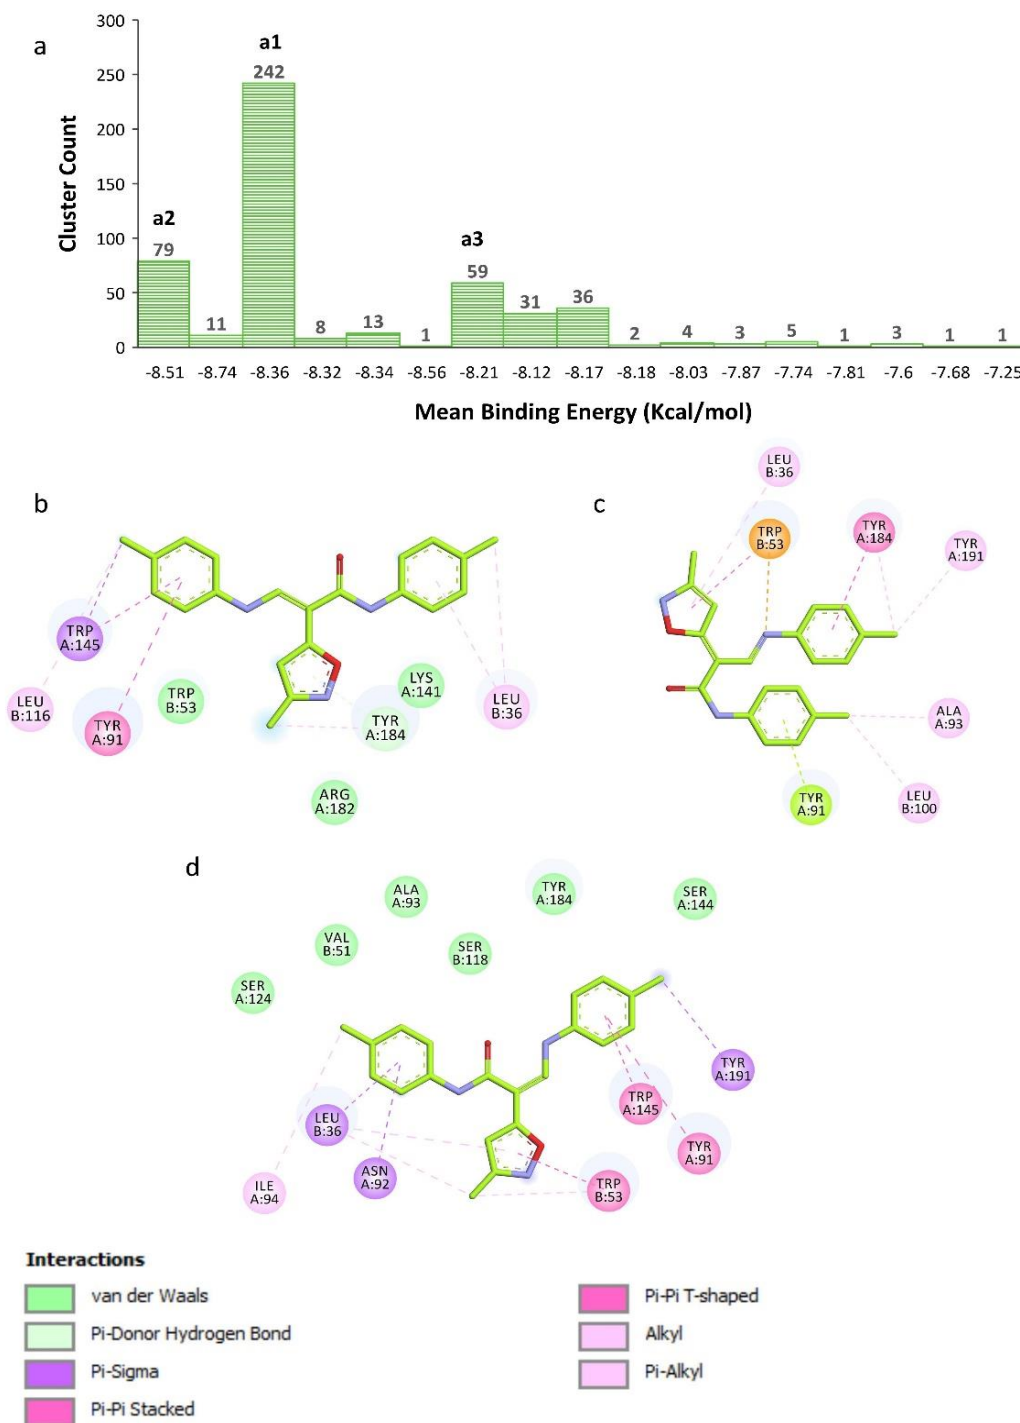 a
300
250
200
150
100
50
0
Cluster Count
a2
79
11
a1
242
8
13
1
a3
59
31
36
2
4
3
5
1
3
1
1
-8.51 -8.74 -8.36 -8.32 -8.34 -8.56 -8.21 -8.12 -8.17 -8.18 -8.03 -7.87 -7.74 -7.81 -7.6 -7.68 -7.25
Mean Binding Energy (Kcal/mol)
b
TRP
A:145
LEU
B:116
TYR
A:91
TRP
B:53
LYS
A:141
TYR
A:184
LEU
B:36
ARG
A:182
c
LEU
B:36
TRP
B:53
TYR
A:184
TYR
A:191
ALA
A:93
LEU
B:100
TYR
A:91
d
SER
A:124
VAL
B:51
ALA
A:93
SER
B:118
TYR
A:184
SER
A:144
TYR
A:191
TRP
A:145
TYR
A:91
TRP
B:53
LEU
B:36
ASN
A:92
ILE
A:94
Interactions
van der Waals
Pi-Donor Hydrogen Bond
Pi-Sigma
Pi-Pi Stacked
Pi-Pi T-shaped
Alkyl
Pi-Alkyl